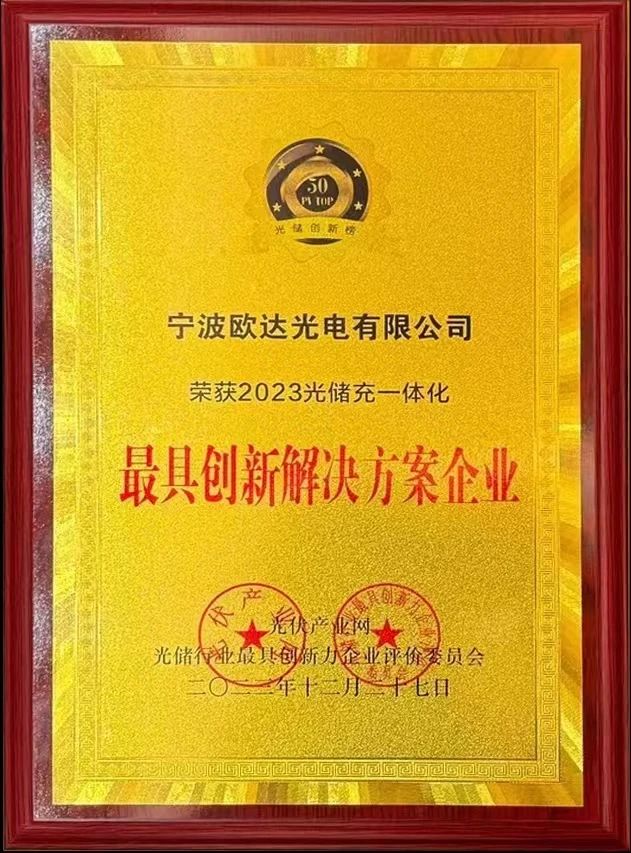 50
PV TOP
光储创新榜
宁波欧达光电有限公司
荣获2023光储充一体化
最具创新解决方案企业
光伏产业网
光储行业最具创新力企业评价委员会
二〇二三年十二月二十七日